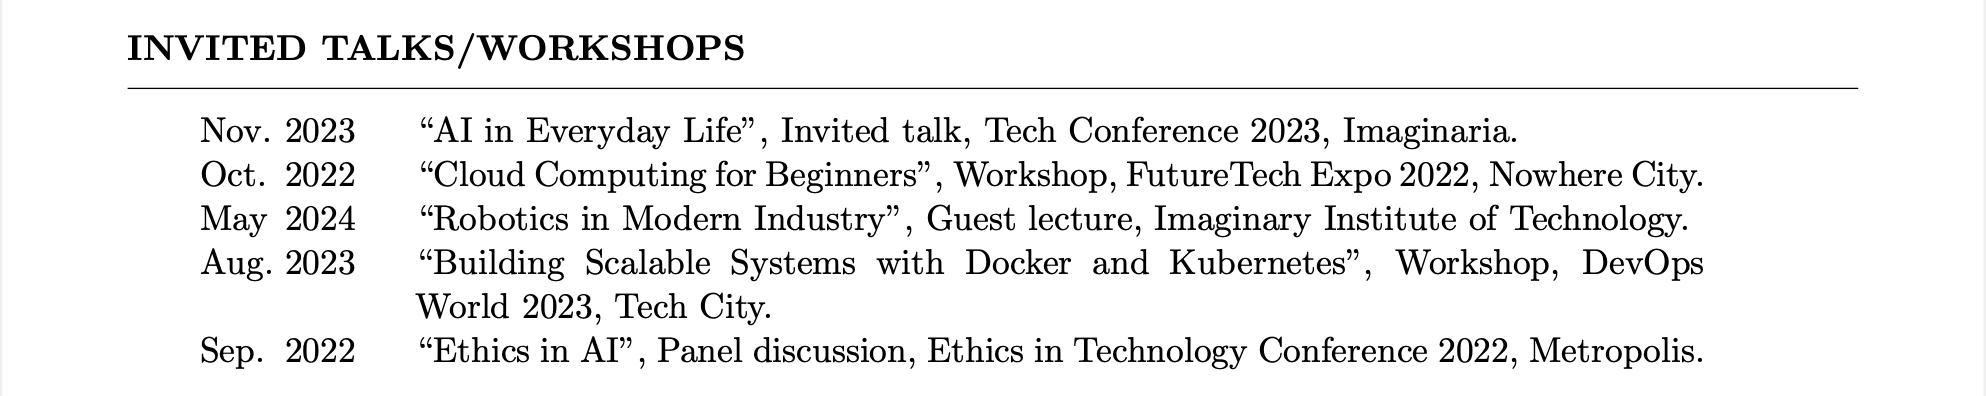 INVITED TALKS/WORKSHOPS
Nov. 2023 “AI in Everyday Life”, Invited talk, Tech Conference 2023, Imaginaria.
Oct. 2022 “Cloud Computing for Beginners”, Workshop, FutureTech Expo 2022, Nowhere City.
May 2024 “Robotics in Modern Industry”, Guest lecture, Imaginary Institute of Technology.
Aug. 2023 “Building Scalable Systems with Docker and Kubernetes”, Workshop, DevOps
World 2023, Tech City.
Sep. 2022 “Ethics in AI”, Panel discussion, Ethics in Technology Conference 2022, Metropolis.